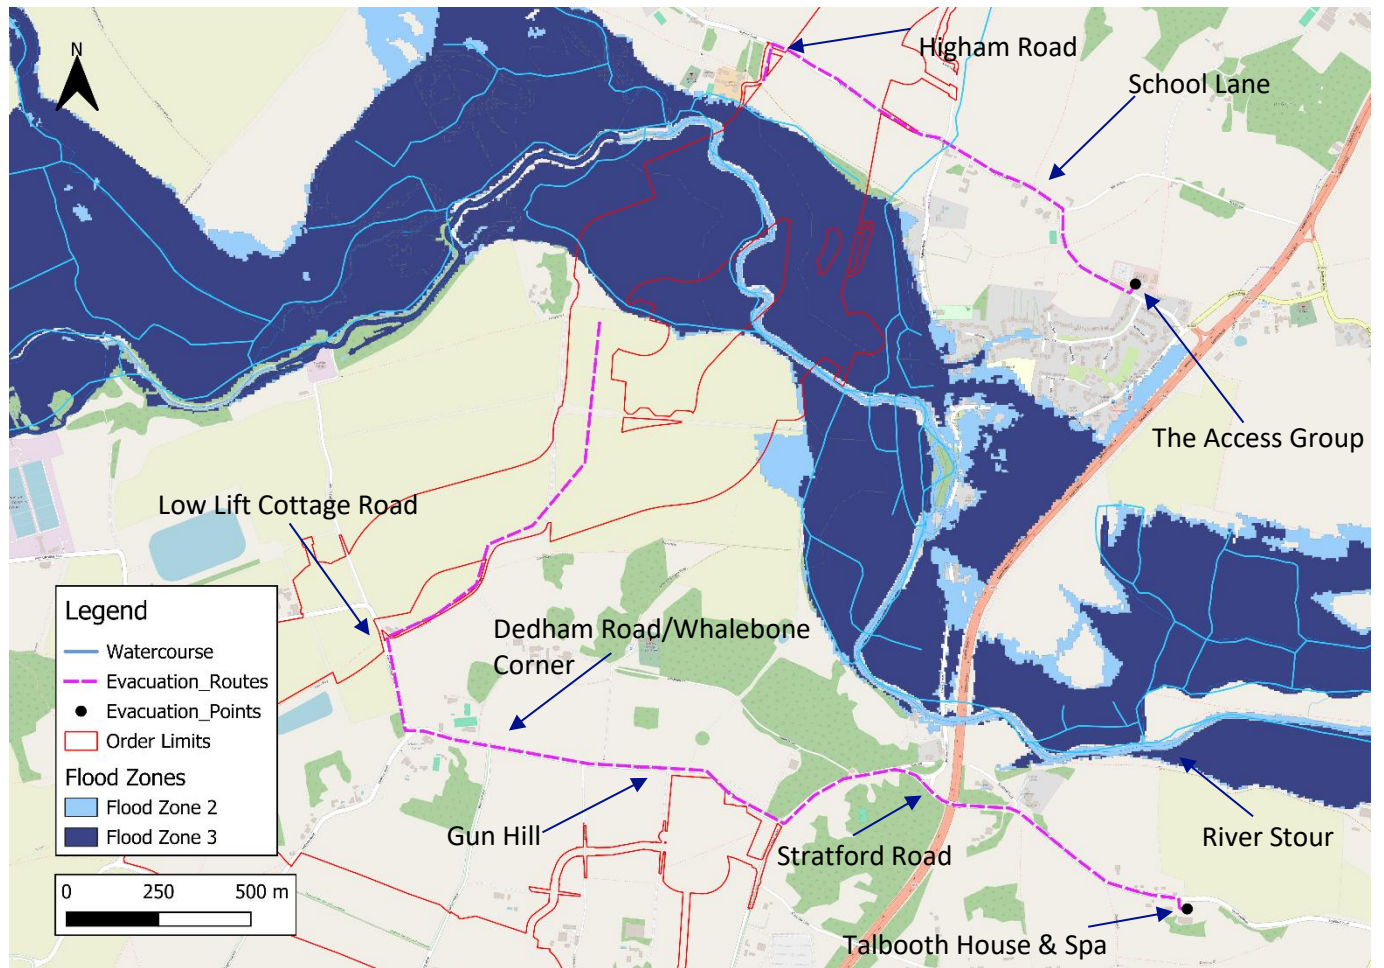 N
Higham Road
School Lane
The Access Group
Low Lift Cottage Road
Dedham Road/Whalebone
Corner
Legend
Watercourse
Evacuation_Routes
Evacuation_Points
Order Limits
Flood Zones
Flood Zone 2
Flood Zone 3
Gun Hill
Stratford Road
River Stour
0 250 500 m
Talbooth House & Spa